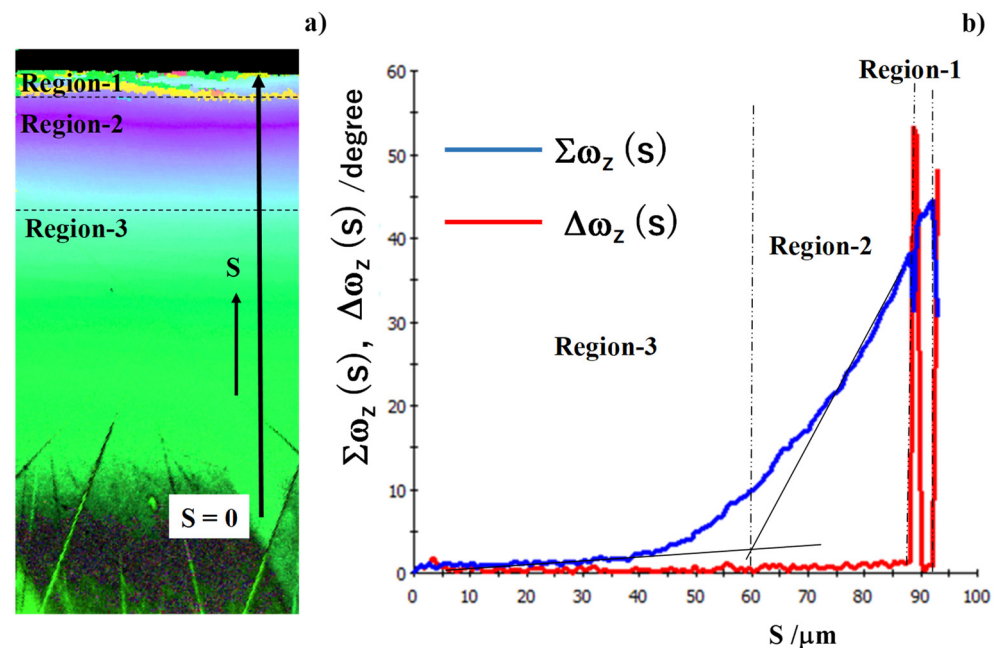 a)
Region-1
Region-2
Region-3
S
S = 0
b)
Σωz (s), Δωz (s) /degree
60
50
40
30
20
10
0
Σωz (s)
Δωz (s)
Region-1
Region-2
Region-3
0 10 20 30 40 50 60 70 80 90 100
S /μm